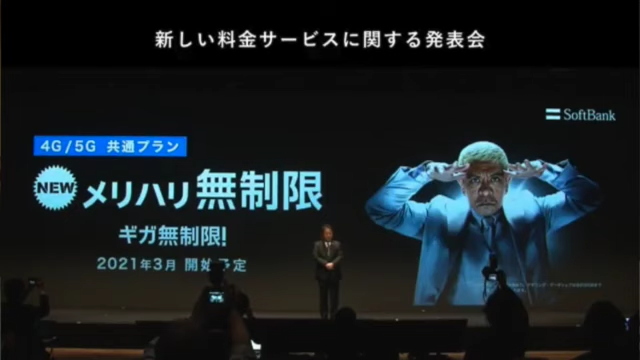 新しい料金サービスに関する発表会
SoftBank
4G/5G 共通プラン
NEW
メリハリ無制限
ギガ無制限!
2021年3月 開始予定